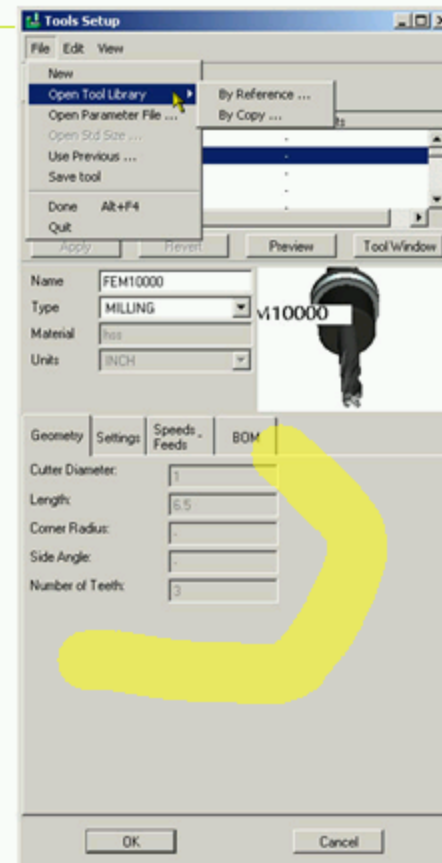 Tools Setup
File Edit View
New
Open Tool Library
By Reference ...
Open Parameter File ...
By Copy ...
Open Std Size ...
Use Previous ...
Save tool
Done Alt+F4
Quit
Apply Revert Preview Tool Window
Name FEM10000
Type MILLING
Material hss
Units INCH
M10000
Geometry Settings Speeds - Feeds BOM
Cutter Diameter: 1
Length: 6.5
Corner Radius: -
Side Angle: -
Number of Teeth: 3
OK Cancel